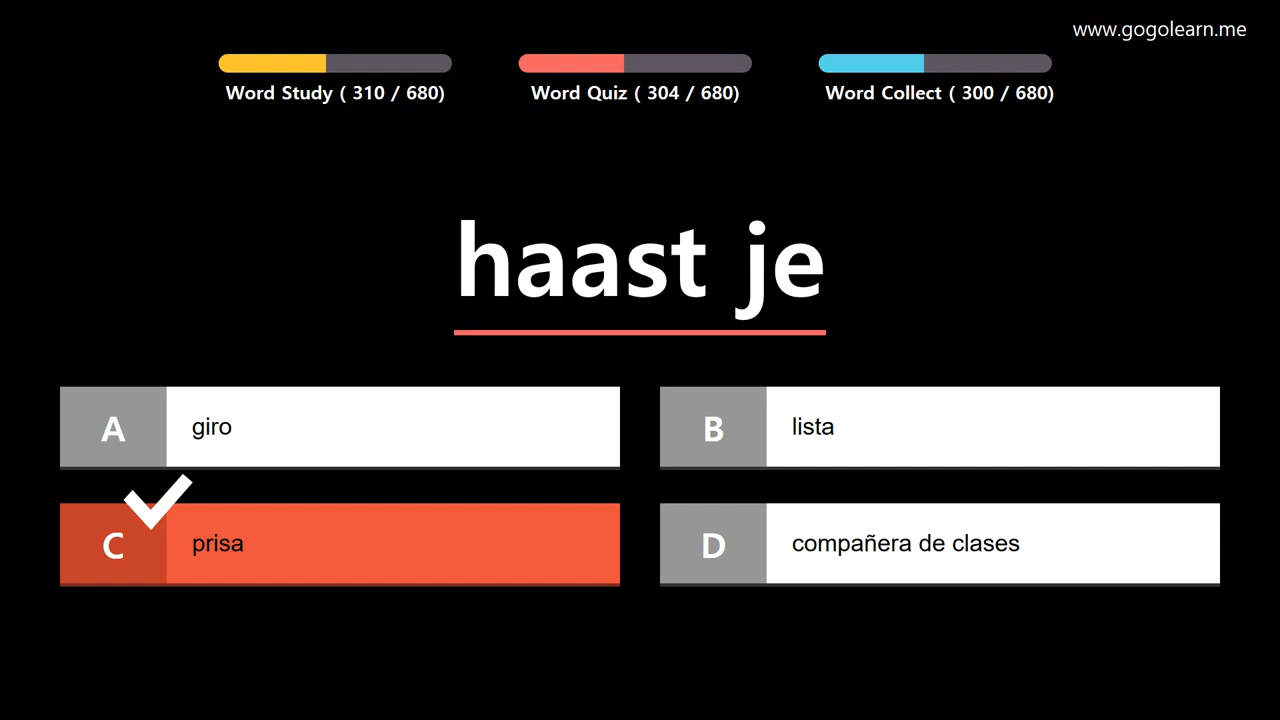 www.gogolearn.me
Word Study ( 310 / 680)
Word Quiz ( 304 / 680)
Word Collect ( 300 / 680)
haast je
A giro
B lista
C prisa
D compañera de clases